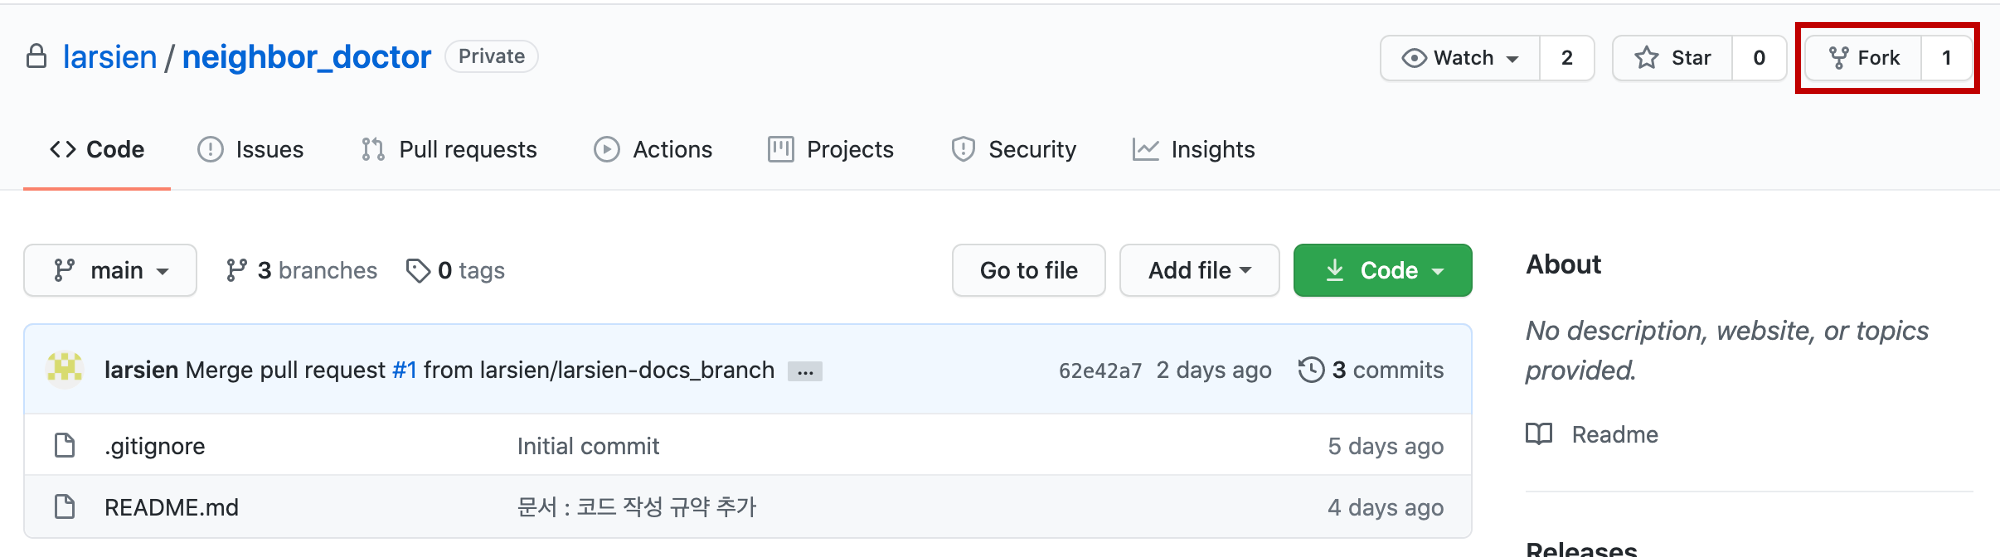 larsien / neighbor_doctor Private Watch 2 Star 0 Fork 1
Code Issues Pull requests Actions Projects Security Insights
main 3 branches 0 tags Go to file Add file Code
About
No description, website, or topics
provided.
Readme
Releases
larsien Merge pull request #1 from larsien/larsien-docs_branch ... 62e42a7 2 days ago 3 commits
.gitignore Initial commit 5 days ago
README.md 문서 : 코드 작성 규약 추가 4 days ago